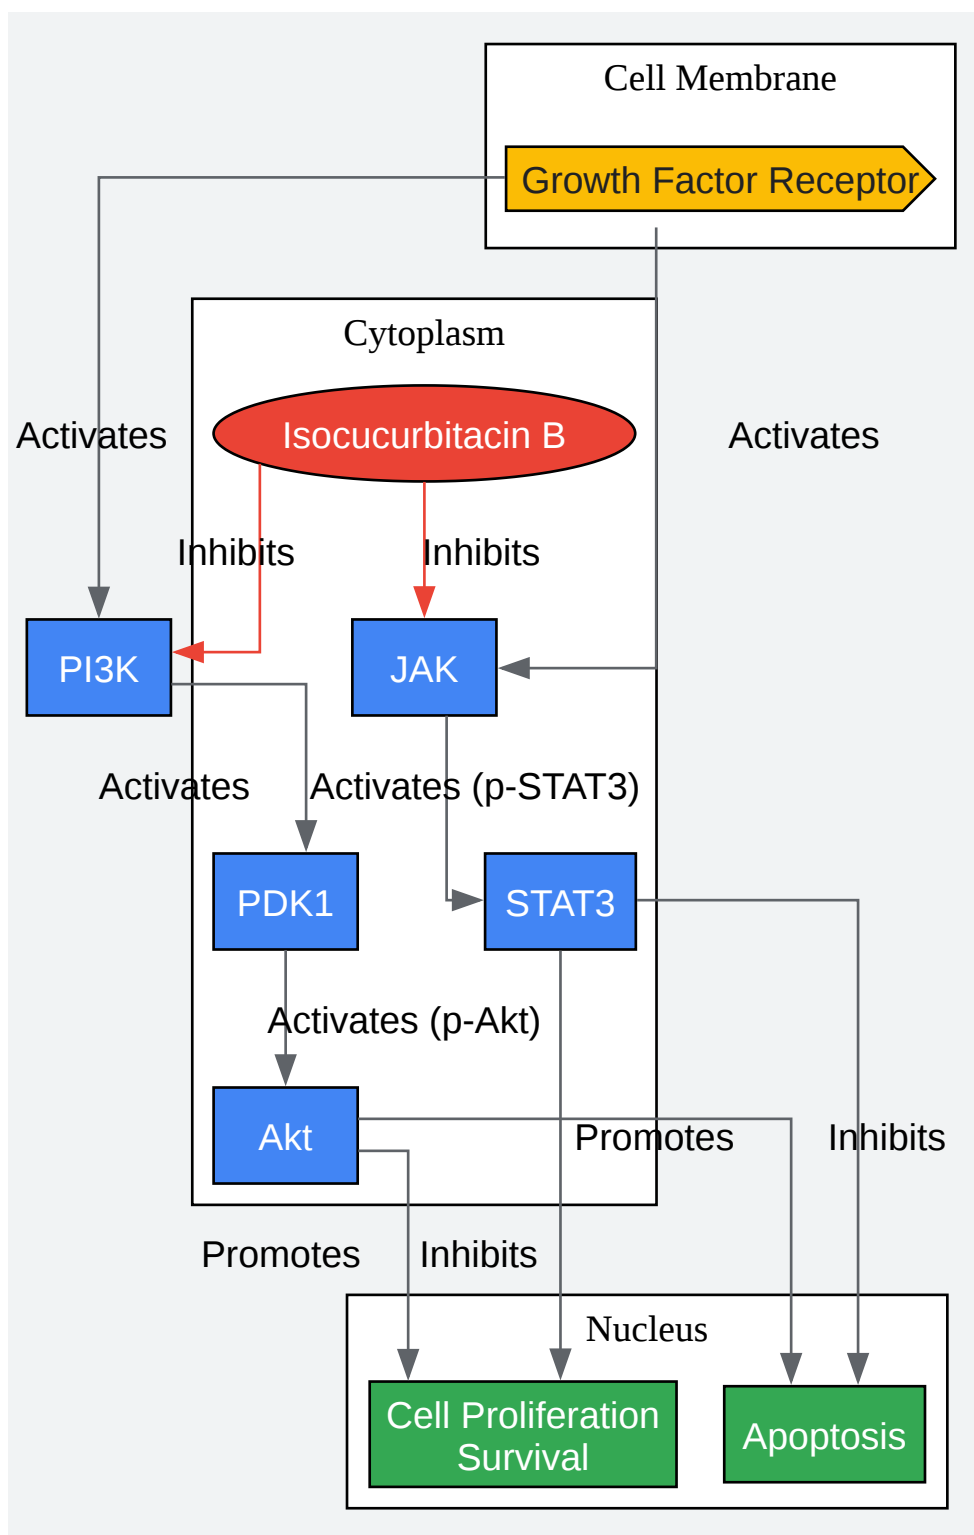 Cell Membrane
Growth Factor Receptor
Cytoplasm
Activates
Isocucurbitacin B
Activates
Inhibits
Inhibits
PI3K
JAK
Activates
Activates (p-STAT3)
PDK1
STAT3
Activates (p-Akt)
Akt
Promotes
Inhibits
Promotes
Inhibits
Nucleus
Cell Proliferation
Survival
Apoptosis